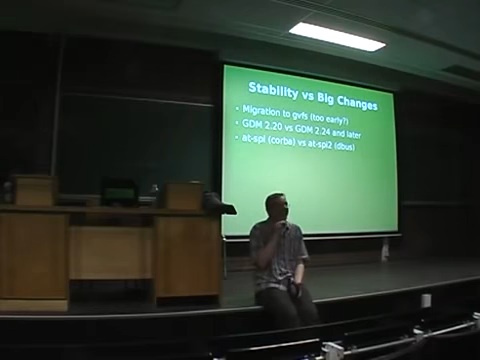 Stability vs Big Changes
• Migration to gvfs (too early?)
• GDM 2.20 vs GDM 2.24 and later
• at-spi (corba) vs at-spi2 (dbus)